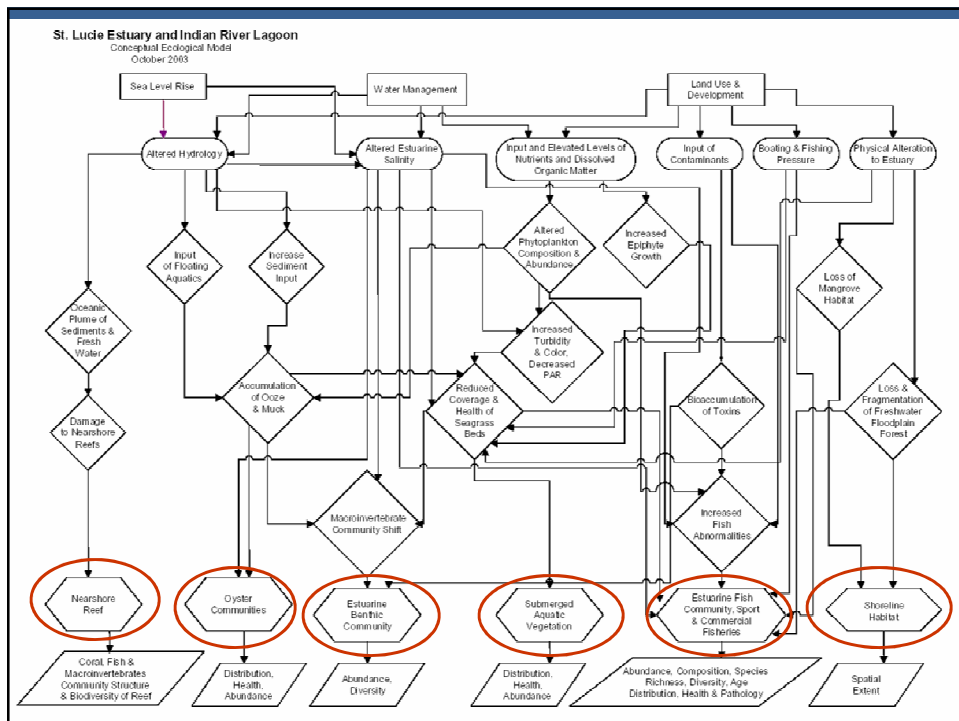 St. Lucie Estuary and Indian River Lagoon
Conceptual Ecological Model
October 2003
Sea Level Rise
Water Management
Land Use &
Development
Altered Hydrology
Altered Estuarine
Salinity
Input and Elevated Levels of
Nutrients and Dissolved
Organic Matter
Input of
Contaminants
Boating & Fishing
Pressure
Physical Alteration
to Estuary
Input
of Floating
Aquatics
Increase
Sediment
Input
Altered
Phytoplankton
Composition &
Abundance
Increased
Epiphyte
Growth
Loss of
Mangrove
Habitat
Oceanic
Plume of
Sediments &
Fresh
Water
Increased
Turbidity
& Color,
Decreased
PAR
Accumulation
of Ooze
& Muck
Reduced
Coverage &
Health of
Seagrass
Beds
Bioaccumulation
of Toxins
Loss &
Fragmentation
of Freshwater
Floodplain
Forest
Damage
to Nearshore
Reefs
Macroinvertebrate
Community Shift
Increased
Fish
Abnormalities
Nearshore
Reef
Oyster
Communities
Estuarine
Benthic
Community
Submerged
Aquatic
Vegetation
Estuarine Fish
Community, Sport
& Commercial
Fisheries
Shoreline
Habitat
Coral, Fish &
Macroinvertebrates
Community Structure
& Biodiversity of Reef
Distribution,
Health,
Abundance
Abundance,
Diversity
Distribution,
Health,
Abundance
Abundance, Composition, Species
Richness, Diversity, Age
Distribution, Health & Pathology
Spatial
Extent